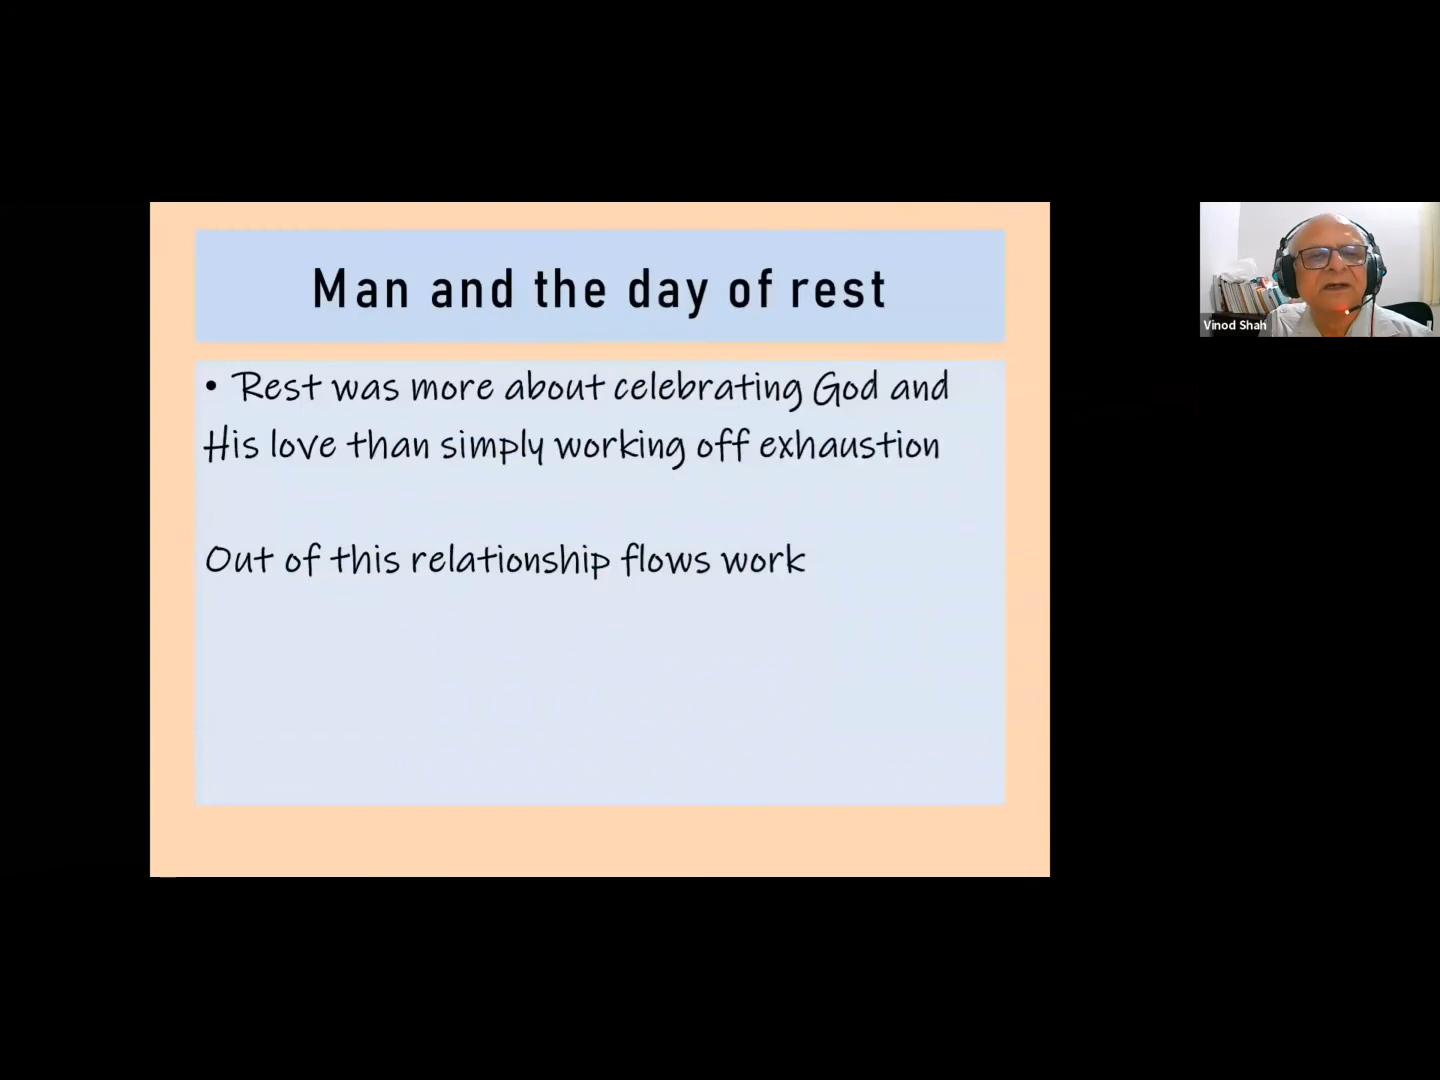 Man and the day of rest
• Rest was more about celebrating God and
His love than simply working off exhaustion
Out of this relationship flows work
Vinod Shah